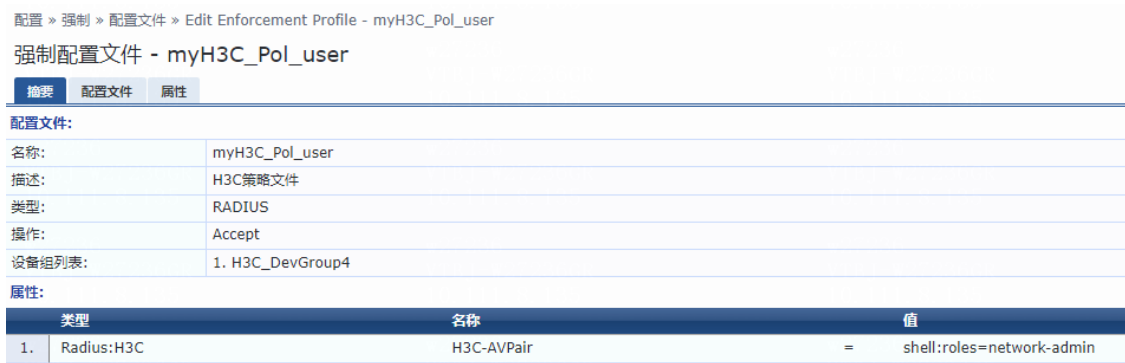 配置 » 强制 » 配置文件 » Edit Enforcement Profile - myH3C_Pol_user
强制配置文件 - myH3C_Pol_user
摘要 配置文件 属性
配置文件:
名称: myH3C_Pol_user
描述: H3C策略文件
类型: RADIUS
操作: Accept
设备组列表: 1. H3C_DevGroup4
属性:
类型 名称 值
1. Radius:H3C H3C-AVPair = shell:roles=network-admin